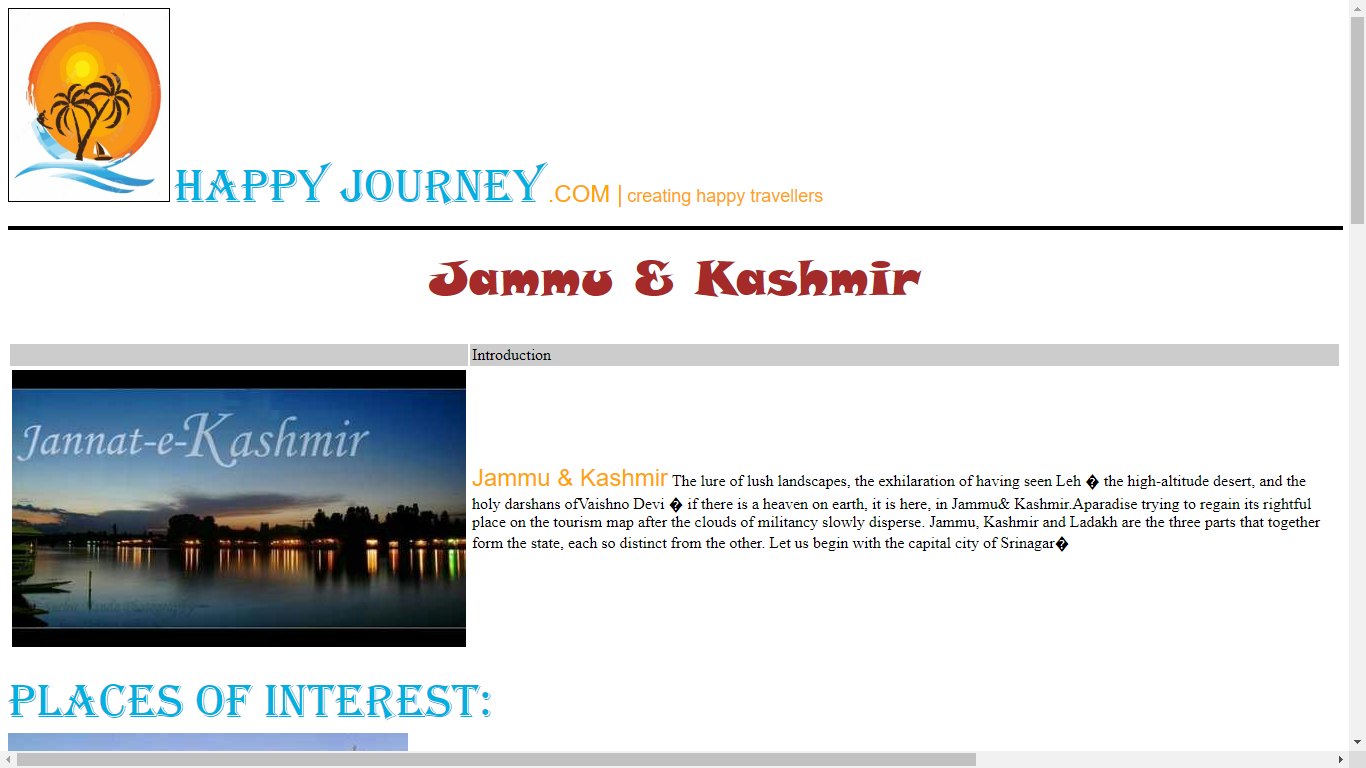 HAPPY JOURNEY .COM | creating happy travellers
Jammu & Kashmir
Introduction
Jannat-e-Kashmir
Jammu & Kashmir The lure of lush landscapes, the exhilaration of having seen Leh � the high-altitude desert, and the
holy darshans ofVaishno Devi � if there is a heaven on earth, it is here, in Jammu& Kashmir.Aparadise trying to regain its rightful
place on the tourism map after the clouds of militancy slowly disperse. Jammu, Kashmir and Ladakh are the three parts that together
form the state, each so distinct from the other. Let us begin with the capital city of Srinagar�
PLACES OF INTEREST: